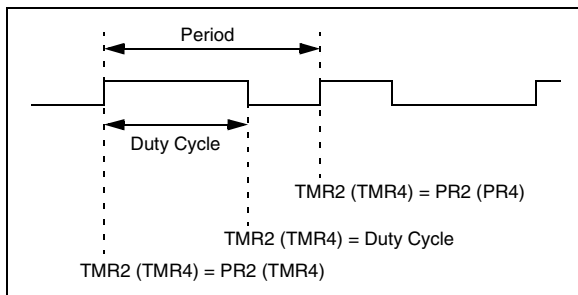 Period
Duty Cycle
TMR2 (TMR4) = PR2 (PR4)
TMR2 (TMR4) = Duty Cycle
TMR2 (TMR4) = PR2 (TMR4)